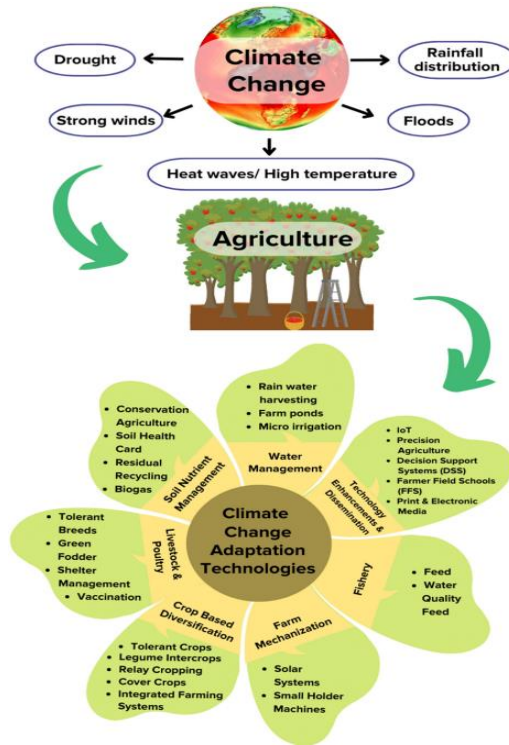 Climate
Change
Drought
Rainfall
distribution
Strong winds
Floods
Heat waves/ High temperature
Agriculture
• Rain water
harvesting
• Farm ponds
• Micro irrigation
Water Management
• IoT
• Precision
Agriculture
• Decision Support
Systems (DSS)
• Farmer Field Schools
(FFS)
• Print & Electronic
Media
Technology
Enhancements &
Dissemination
• Feed
• Water
Quality
Feed
Fishery
• Solar
Systems
• Small Holder
Machines
Farm
Mechanization
• Tolerant Crops
• Legume Intercrops
• Relay Cropping
• Cover Crops
• Integrated Farming
Systems
Crop Based
Diversification
• Tolerant
Breeds
• Green
Fodder
• Shelter
Management
• Vaccination
Livestock &
Poultry
• Conservation
Agriculture
• Soil Health
Card
• Residual
Recycling
• Biogas
Soil Nutrient
Management
Climate
Change
Adaptation
Technologies